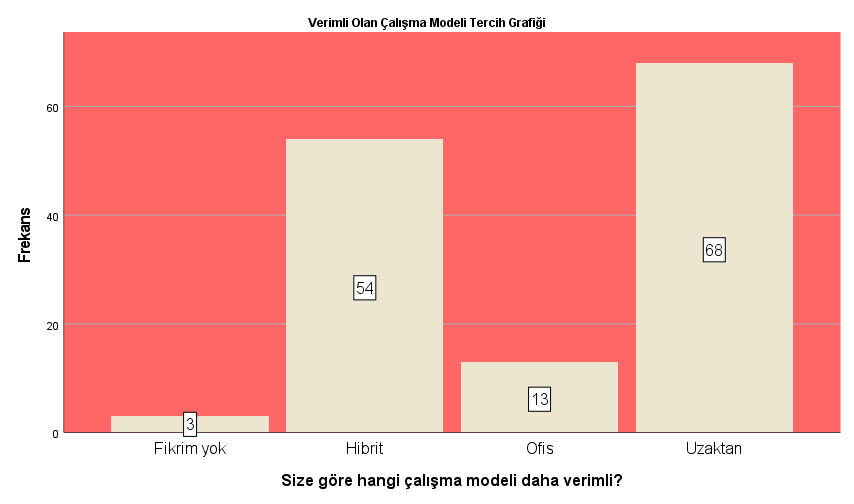 Verimli Olan Çalışma Modeli Tercih Grafiği
Frekans
60
40
20
0
3
54
13
68
Fikrim yok
Hibrit
Ofis
Uzaktan
Size göre hangi çalışma modeli daha verimli?